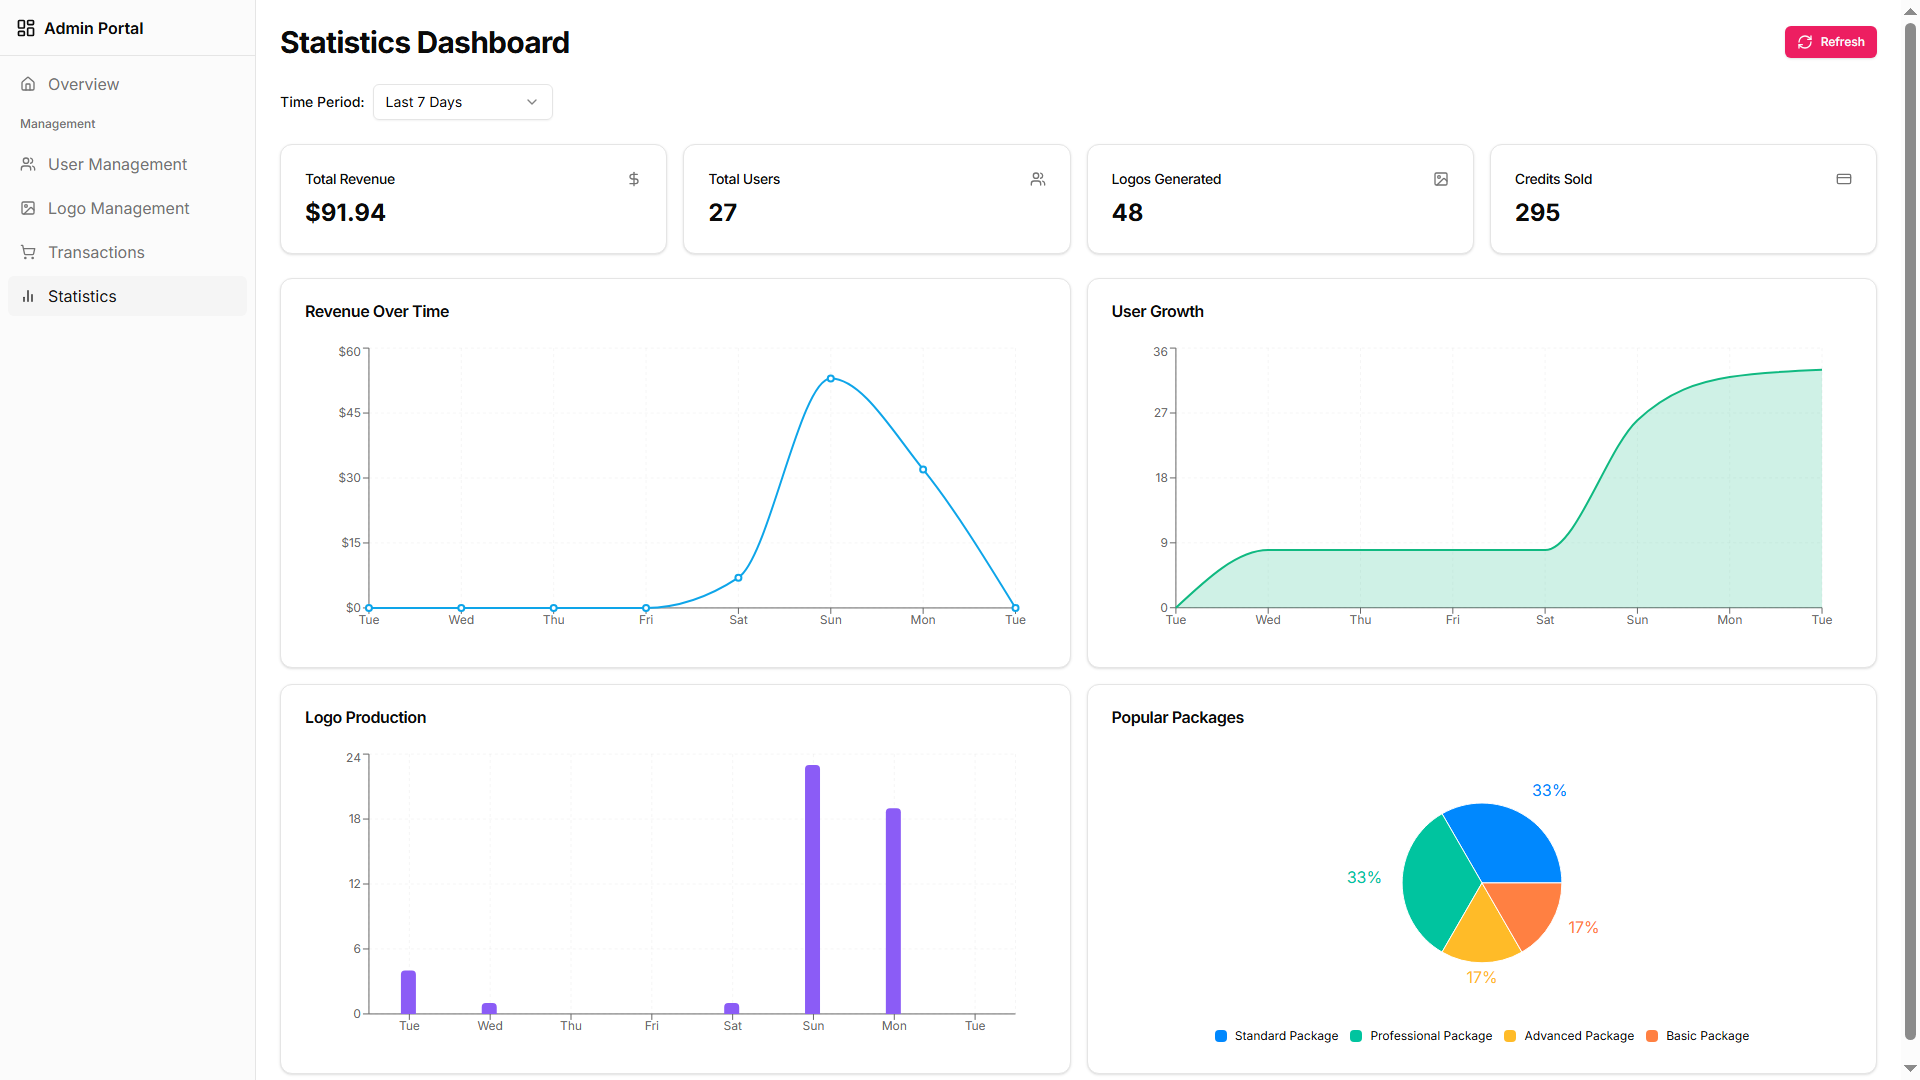 Admin Portal
Overview
Management
User Management
Logo Management
Transactions
Statistics
Statistics Dashboard
Refresh
Time Period:
Last 7 Days
Total Revenue
$91.94
Total Users
27
Logos Generated
48
Credits Sold
295
Revenue Over Time
$60
$45
$30
$15
$0
Tue Wed Thu Fri Sat Sun Mon Tue
User Growth
36
27
18
9
0
Tue Wed Thu Fri Sat Sun Mon Tue
Logo Production
24
18
12
6
0
Tue Wed Thu Fri Sat Sun Mon Tue
Popular Packages
33%
33%
17%
17%
Standard Package Professional Package Advanced Package Basic Package